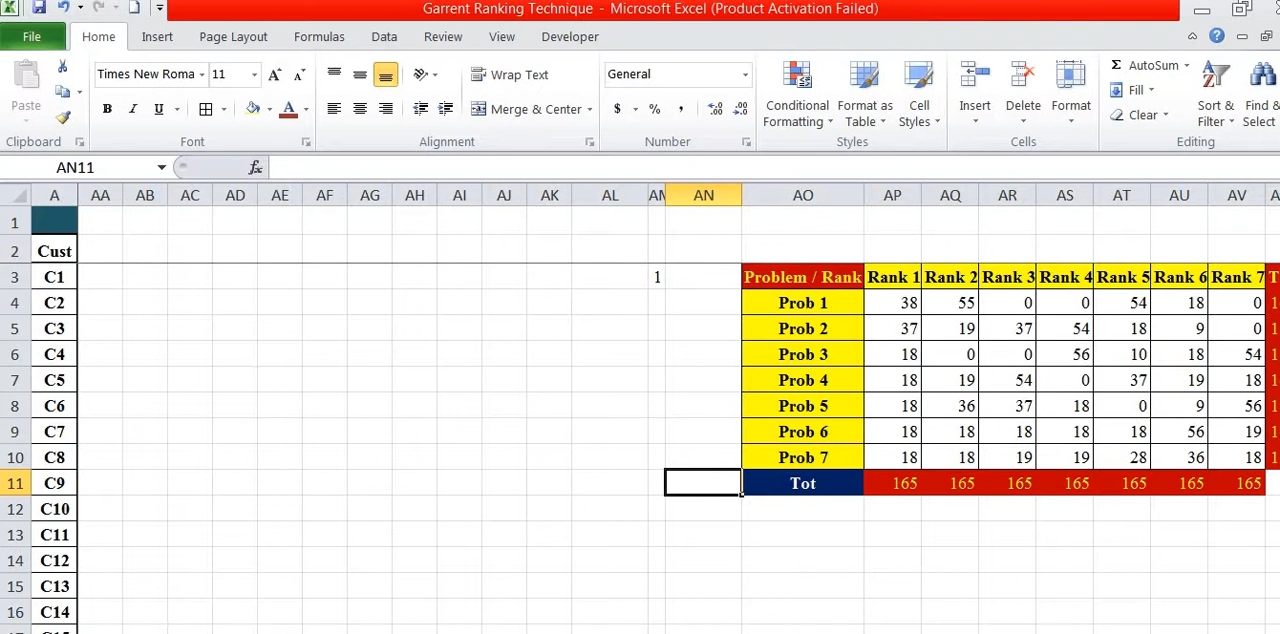 Garrent Ranking Technique - Microsoft Excel (Product Activation Failed)
File Home Insert Page Layout Formulas Data Review View Developer
Paste
Times New Roma 11
B I U
Wrap Text
Merge & Center
General
$ % ,
Conditional Formatting
Format as Table
Cell Styles
Insert
Delete
Format
Σ AutoSum
Fill
Clear
Sort & Filter
Find & Select
Clipboard Font Alignment Number Styles Cells Editing
AN11 fx
A AA AB AC AD AE AF AG AH AI AJ AK AL AN AO AP AQ AR AS AT AU AV
1
2 Cust
3 C1 1 Problem / Rank Rank 1 Rank 2 Rank 3 Rank 4 Rank 5 Rank 6 Rank 7
4 C2 Prob 1 38 55 0 0 54 18 0
5 C3 Prob 2 37 19 37 54 18 9 0
6 C4 Prob 3 18 0 0 56 10 18 54
7 C5 Prob 4 18 19 54 0 37 19 18
8 C6 Prob 5 18 36 37 18 0 9 56
9 C7 Prob 6 18 18 18 18 18 56 19
10 C8 Prob 7 18 18 19 19 28 36 18
11 C9 Tot 165 165 165 165 165 165 165
12 C10
13 C11
14 C12
15 C13
16 C14